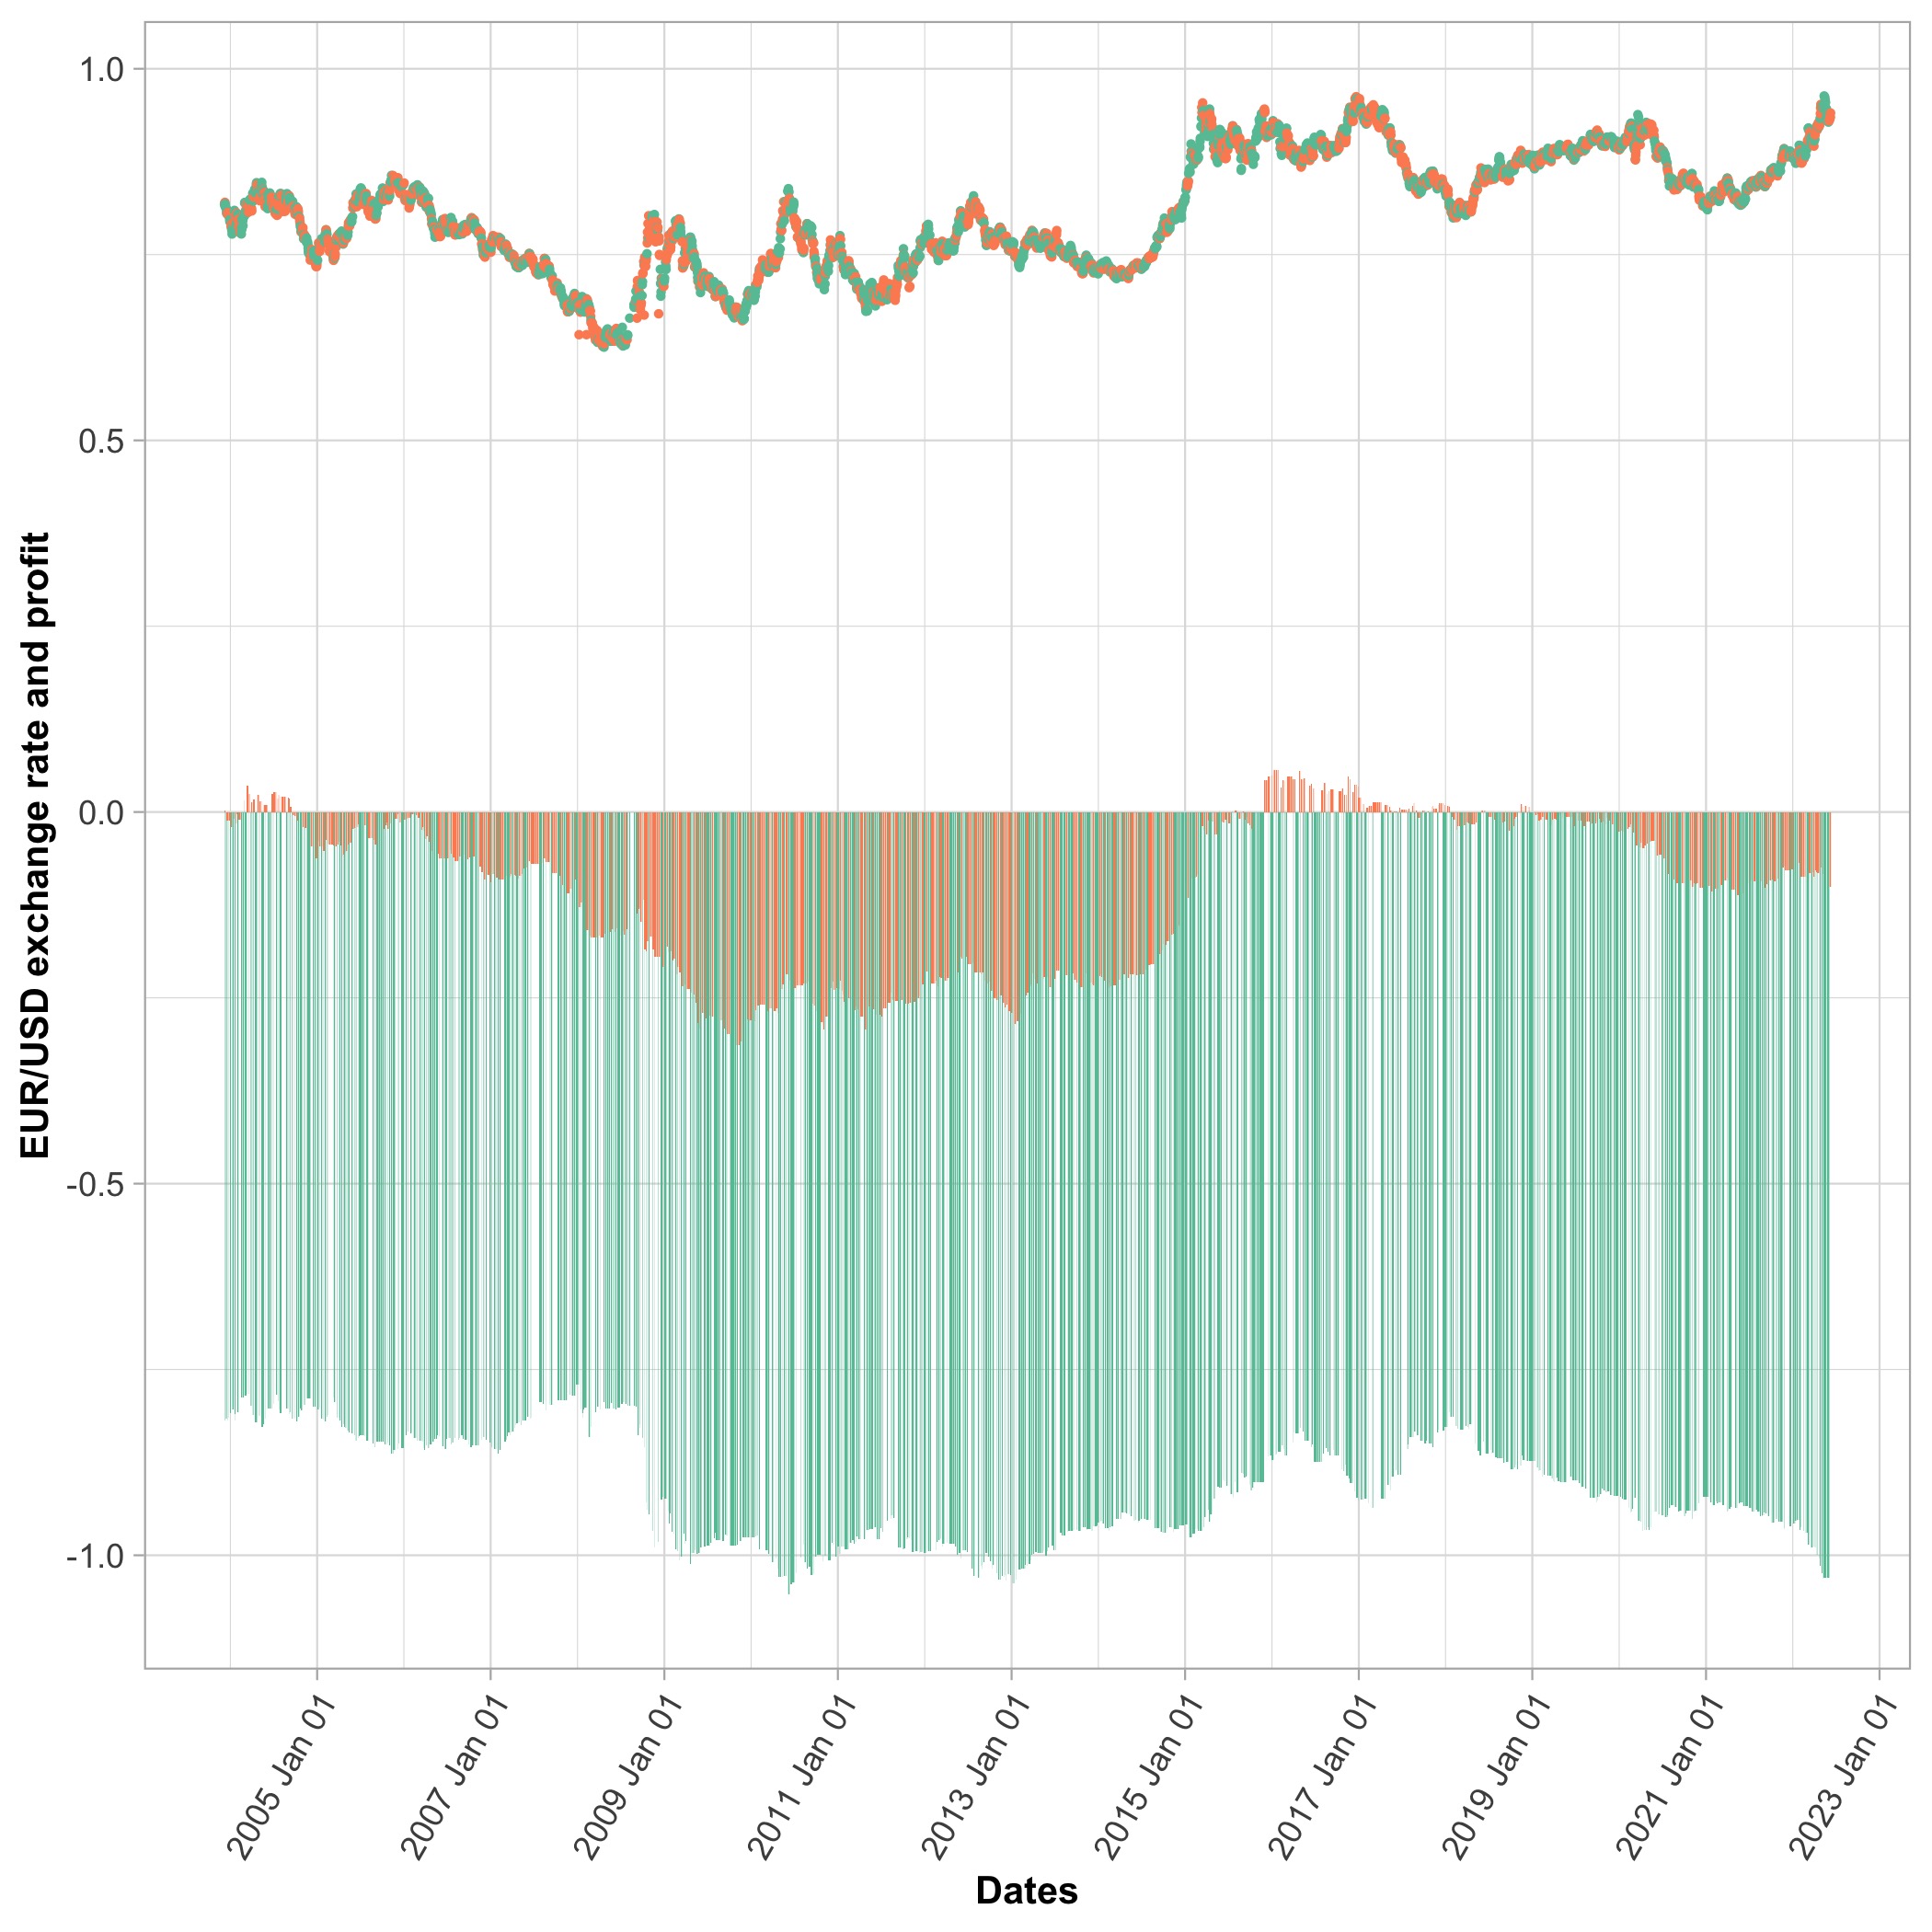 1.0
0.5
0.0
-0.5
-1.0
EUR/USD exchange rate and profit
2005 Jan 01
2007 Jan 01
2009 Jan 01
2011 Jan 01
2013 Jan 01
2015 Jan 01
2017 Jan 01
2019 Jan 01
2021 Jan 01
2023 Jan 01
Dates